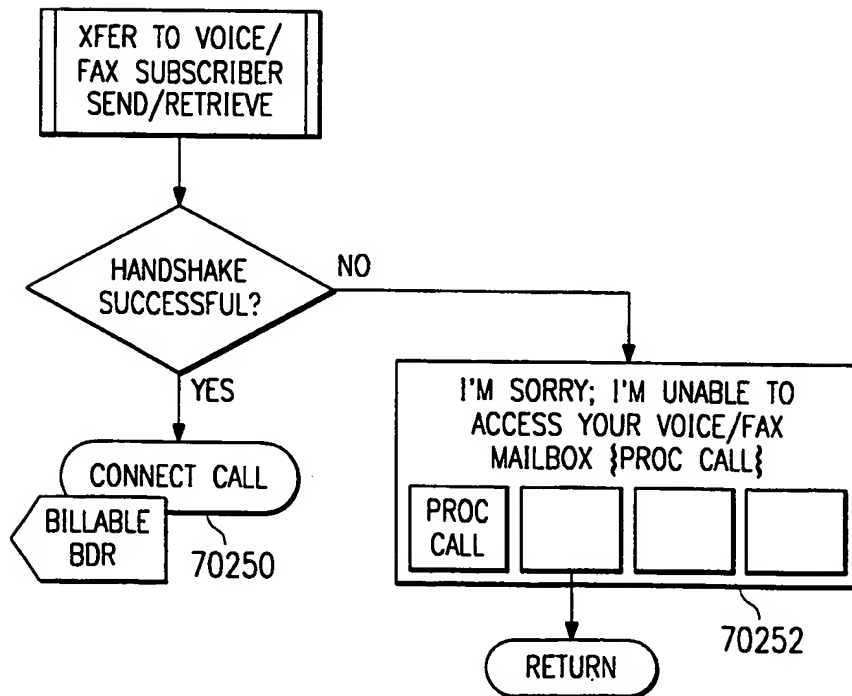 XFER TO VOICE/
FAX SUBSCRIBER
SEND/RETRIEVE
HANDSHAKE
SUCCESSFUL?
NO
YES
CONNECT CALL
BILLABLE
BDR
70250
I'M SORRY; I'M UNABLE TO
ACCESS YOUR VOICE/FAX
MAILBOX {PROC CALL}
PROC
CALL
70252
RETURN